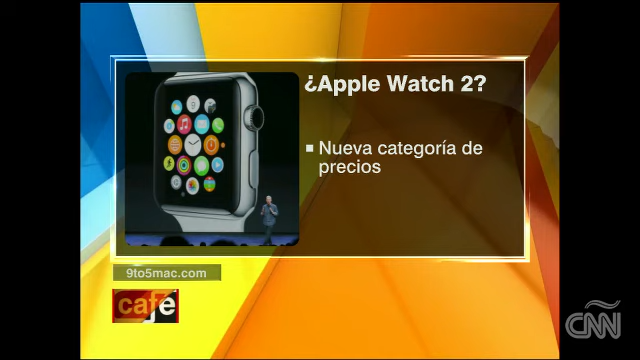 ¿Apple Watch 2?
Nueva categoría de
precios
9to5mac.com
café
CNN